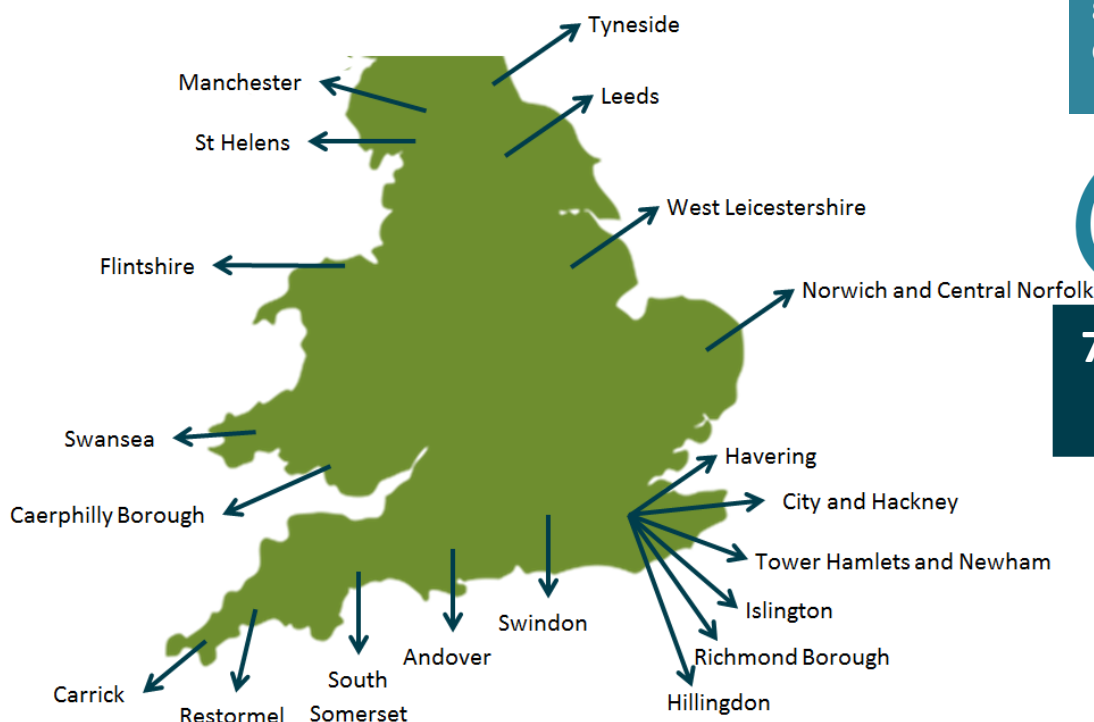 Tyneside
Manchester
Leeds
St Helens
West Leicestershire
Flintshire
Norwich and Central Norfolk
7
Swansea
Havering
City and Hackney
Caerphilly Borough
Tower Hamlets and Newham
Islington
Swindon
Andover
Richmond Borough
South
Somerset
Carrick
Hillingdon
Restormel